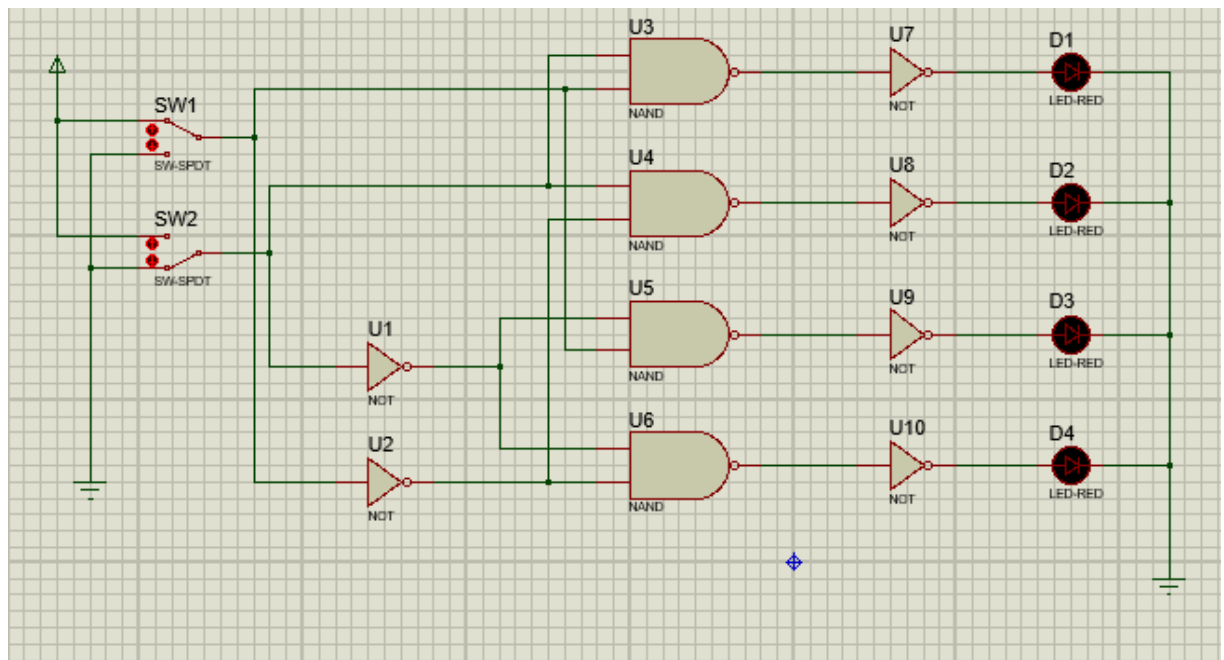 U3
NAND
U7
NOT
D1
LED-RED
SW1
SW-SPDT
U4
NAND
U8
NOT
D2
LED-RED
SW2
SW-SPDT
U5
NAND
U9
NOT
D3
LED-RED
U1
NOT
U6
NAND
U10
NOT
D4
LED-RED
U2
NOT